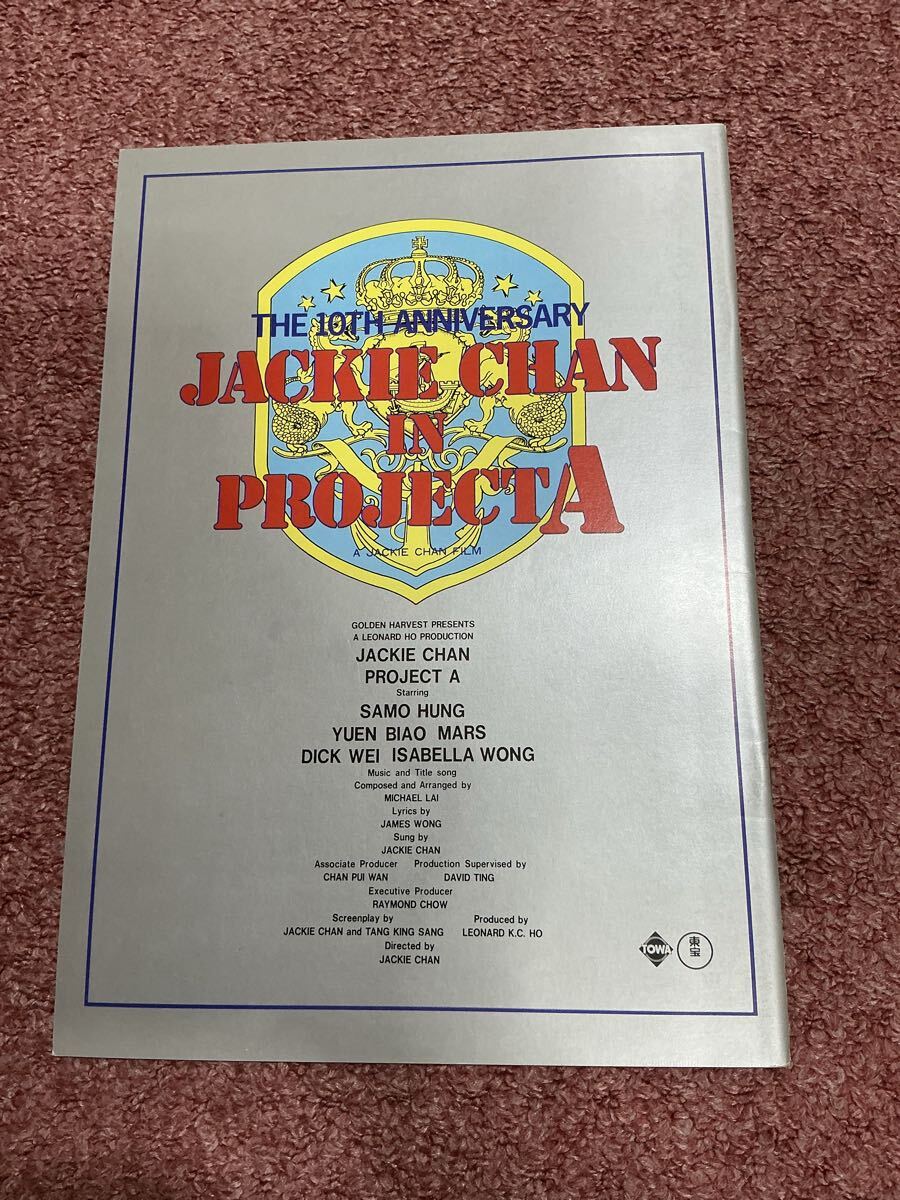 THE 10TH ANNIVERSARY
JACKIE CHAN
IN
PROJECT A
A JACKIE CHAN FILM
GOLDEN HARVEST PRESENTS
A LEONARD HO PRODUCTION
JACKIE CHAN
PROJECT A
Starring
SAMO HUNG
YUEN BIAO MARS
DICK WEI ISABELLA WONG
Music and Title song
Composed and Arranged by
MICHAEL LAI
Lyrics by
JAMES WONG
Sung by
JACKIE CHAN
Associate Producer Production Supervised by
CHAN PUI WAN DAVID TING
Executive Producer
RAYMOND CHOW
Screenplay by Produced by
JACKIE CHAN and TANG KING SANG LEONARD K.C. HO
Directed by
JACKIE CHAN
TOWA 東宝